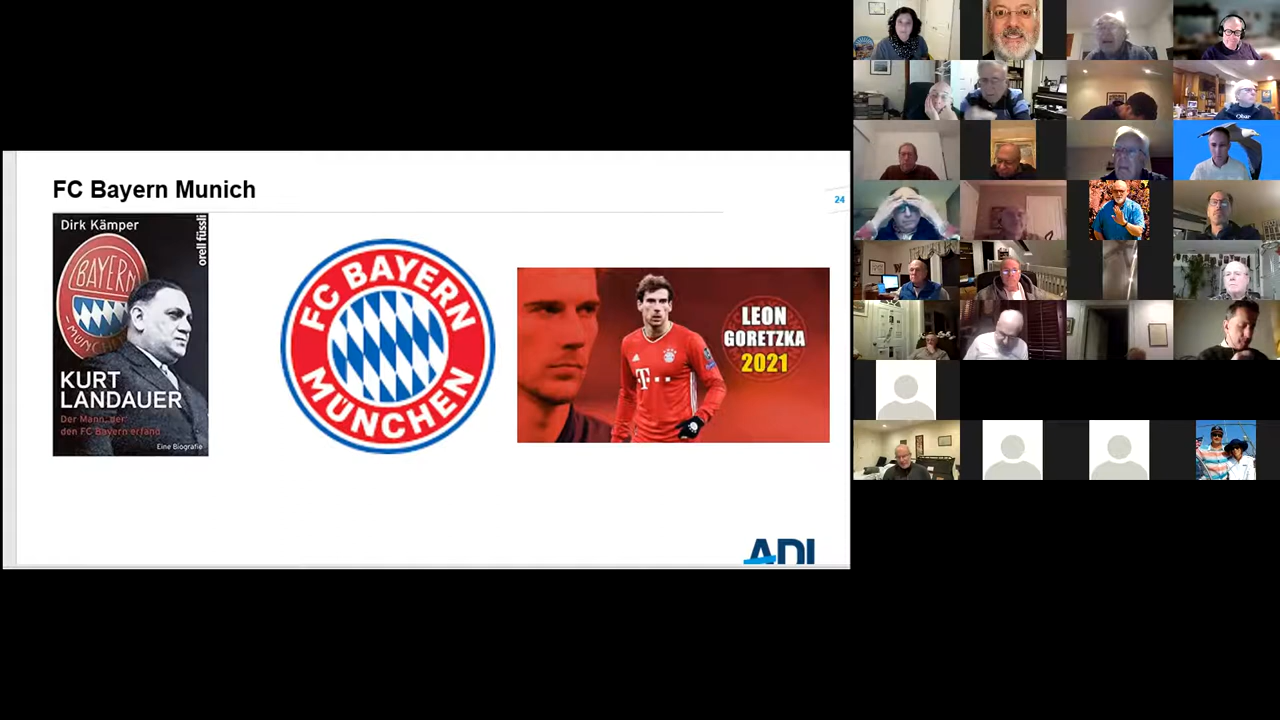 FC Bayern Munich
24
Dirk Kämper
orell füssli
BAYERN
MÜNCHEN
KURT
LANDAUER
Der Mann, der
den FC Bayern erfand
Eine Biografie
FC BAYERN
MÜNCHEN
LEON
GORETZKA
2021
T
ADL